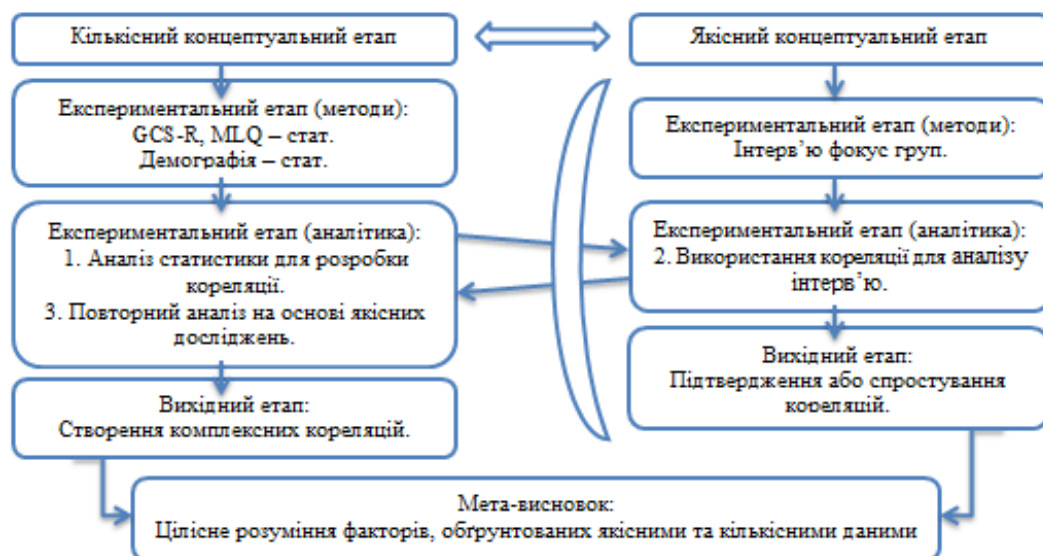 Кількісний концептуальний етап
Якісний концептуальний етап
Експериментальний етап (методи):
GCS-R, MLQ – стат.
Демографія – стат.
Експериментальний етап (методи):
Інтерв’ю фокус груп.
Експериментальний етап (аналітика):
1. Аналіз статистики для розробки
кореляції.
3. Повторний аналіз на основі якісних
досліджень.
Експериментальний етап (аналітика):
2. Використання кореляції для аналізу
інтерв’ю.
Вихідний етап:
Створення комплексних кореляцій.
Вихідний етап:
Підтвердження або спростування
кореляцій.
Мета-висновок:
Цілісне розуміння факторів, обґрунтованих якісними та кількісними даними